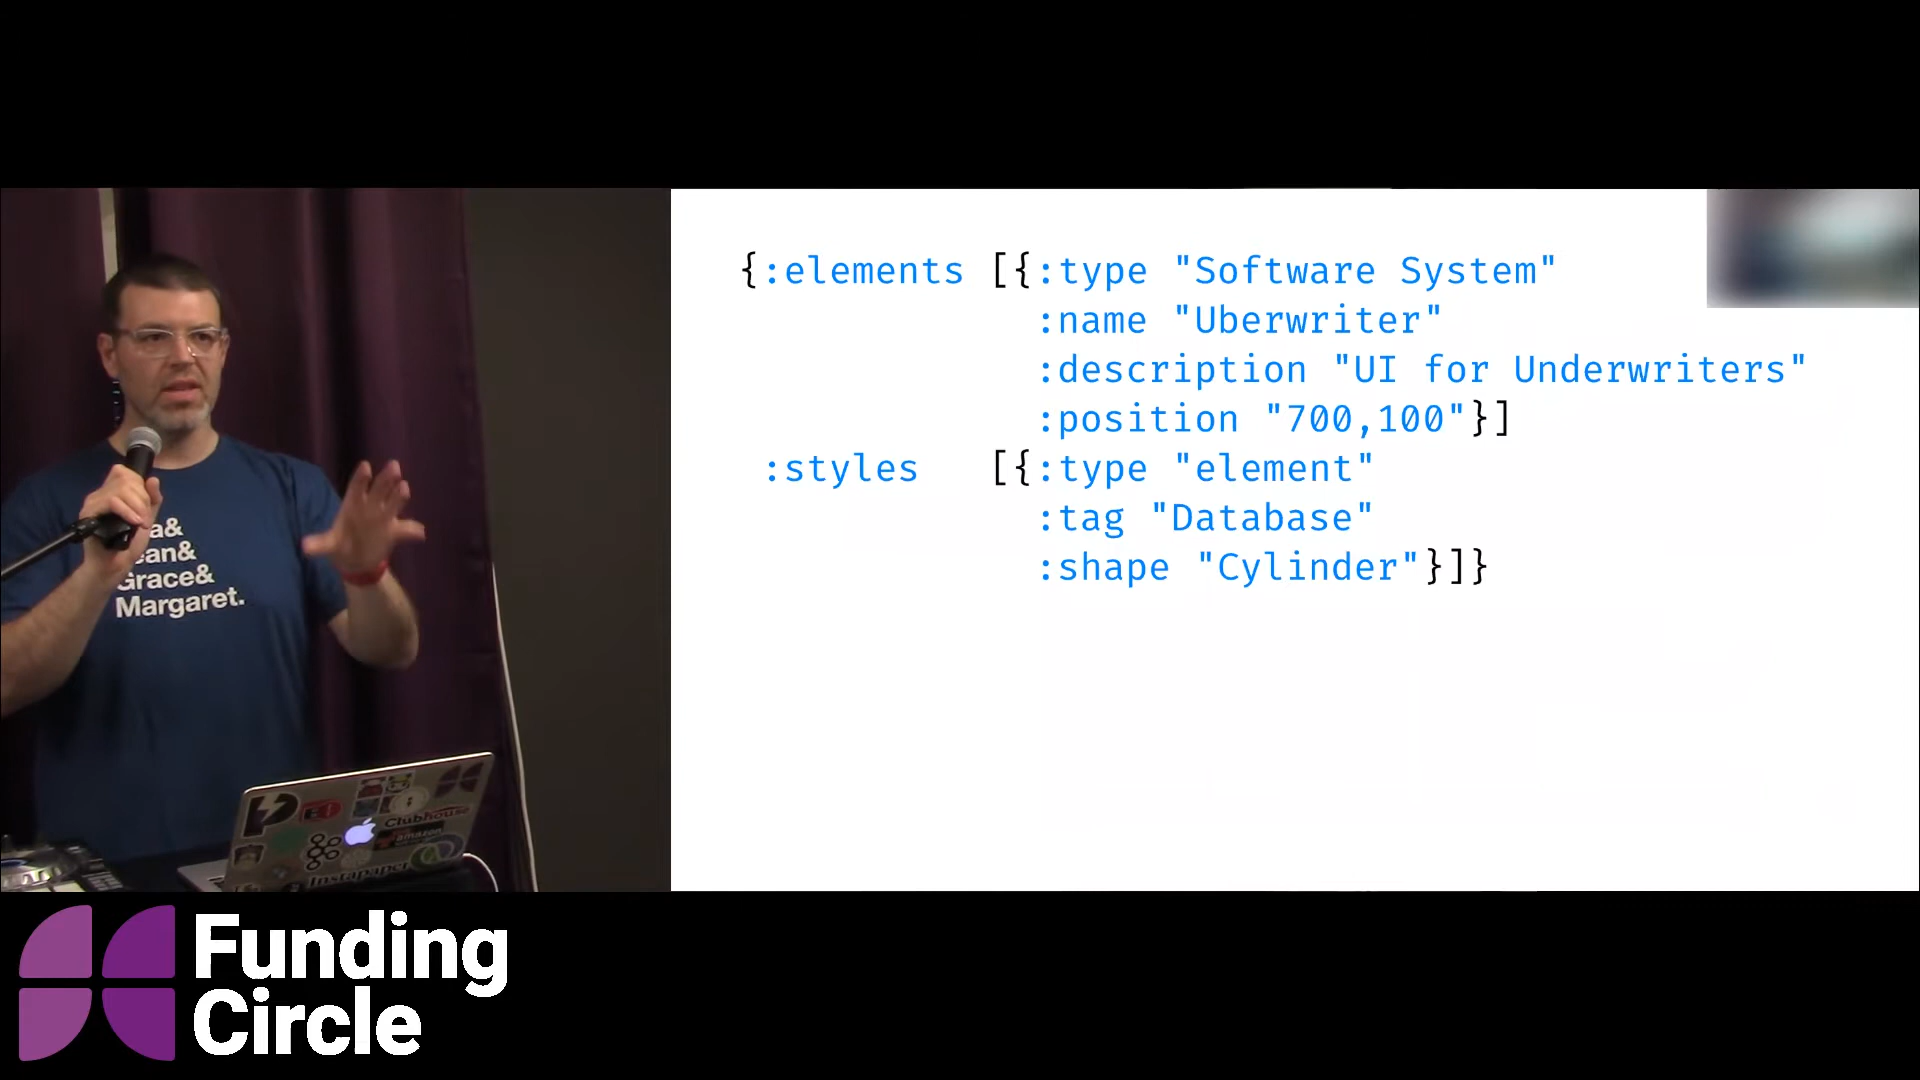 {:elements [{:type "Software System"
:name "Uberwriter"
:description "UI for Underwriters"
:position "700,100"}]
:styles [{:type "element"
:tag "Database"
:shape "Cylinder"}]}
Grace&
Margaret.
Clubhouse
amazon
Instapaper
Funding
Circle